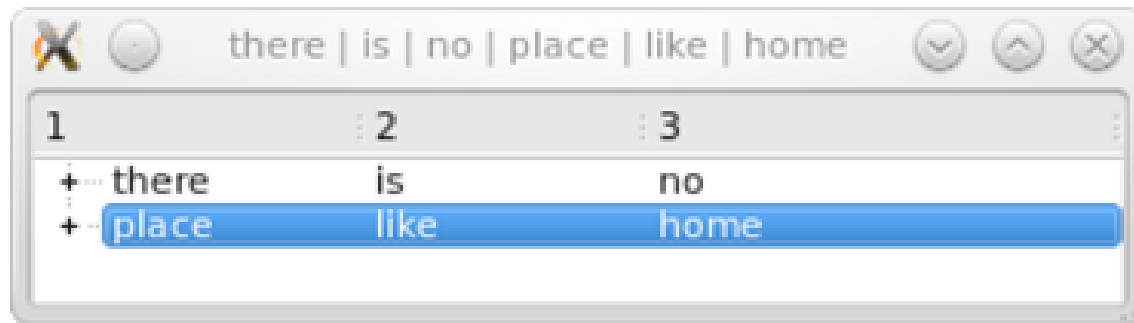 there | is | no | place | like | home
1 2 3
there is no
place like home